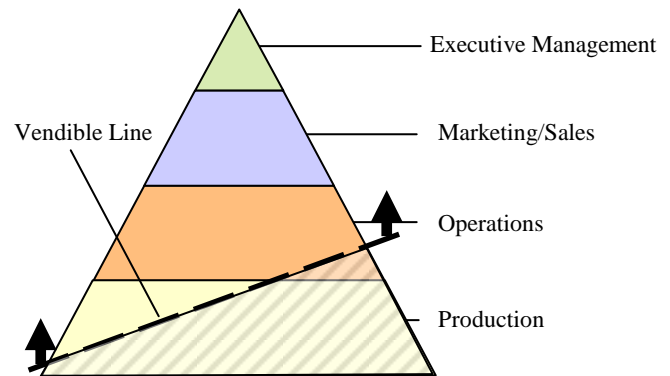 Executive Management
Vendible Line
Marketing/Sales
Operations
Production